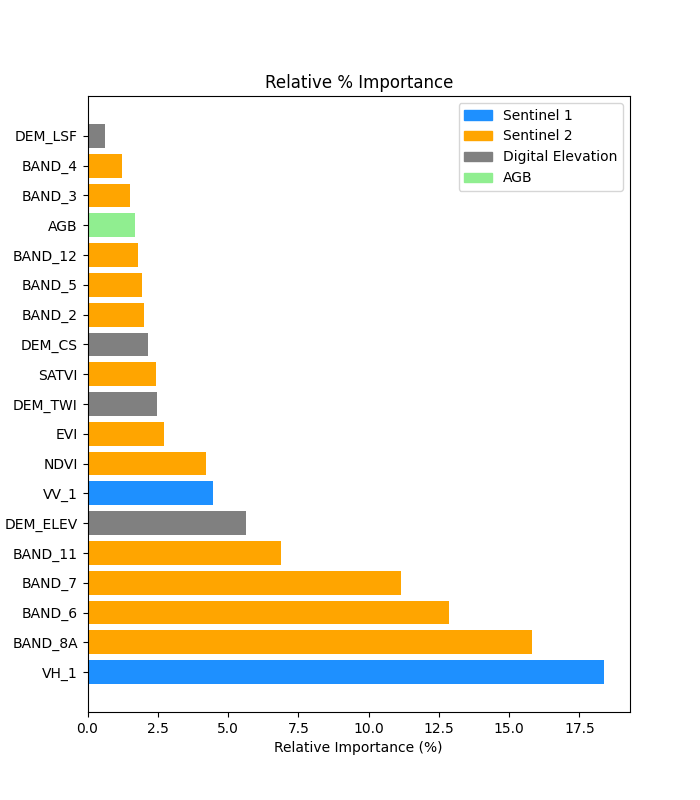 Relative % Importance
Sentinel 1
Sentinel 2
Digital Elevation
AGB
DEM_LSF
BAND_4
BAND_3
AGB
BAND_12
BAND_5
BAND_2
DEM_CS
SATVI
DEM_TWI
EVI
NDVI
VV_1
DEM_ELEV
BAND_11
BAND_7
BAND_6
BAND_8A
VH_1
0.0 2.5 5.0 7.5 10.0 12.5 15.0 17.5
Relative Importance (%)